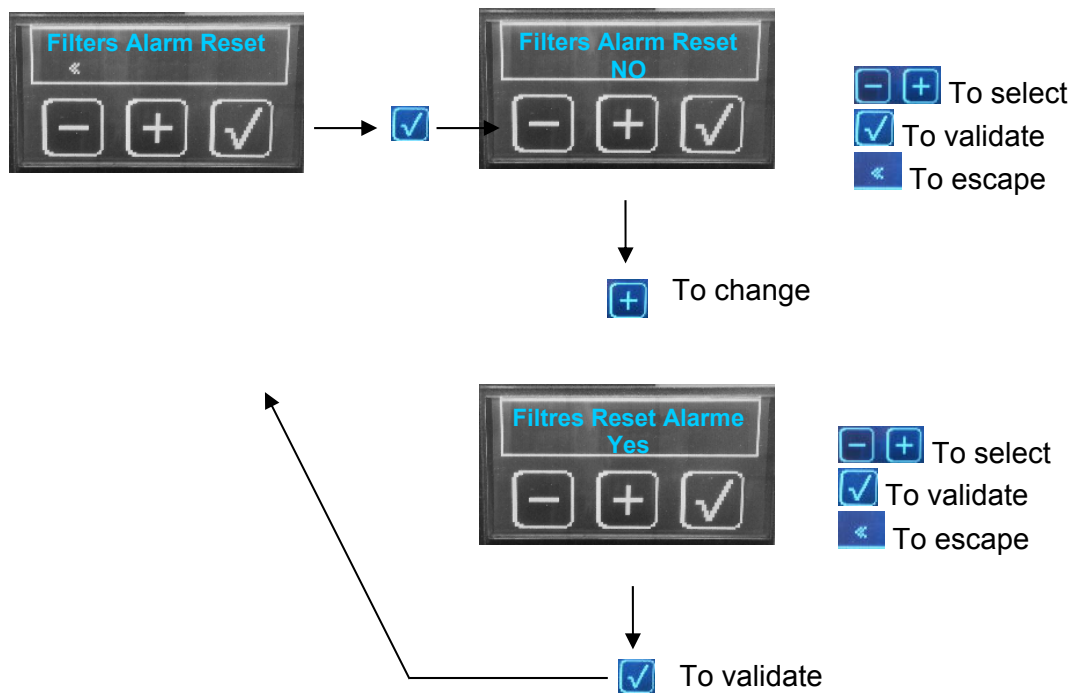 Filters Alarm Reset
«
Filters Alarm Reset
NO
To select
To validate
« To escape
To change
Filtres Reset Alarme
Yes
To select
To validate
« To escape
To validate